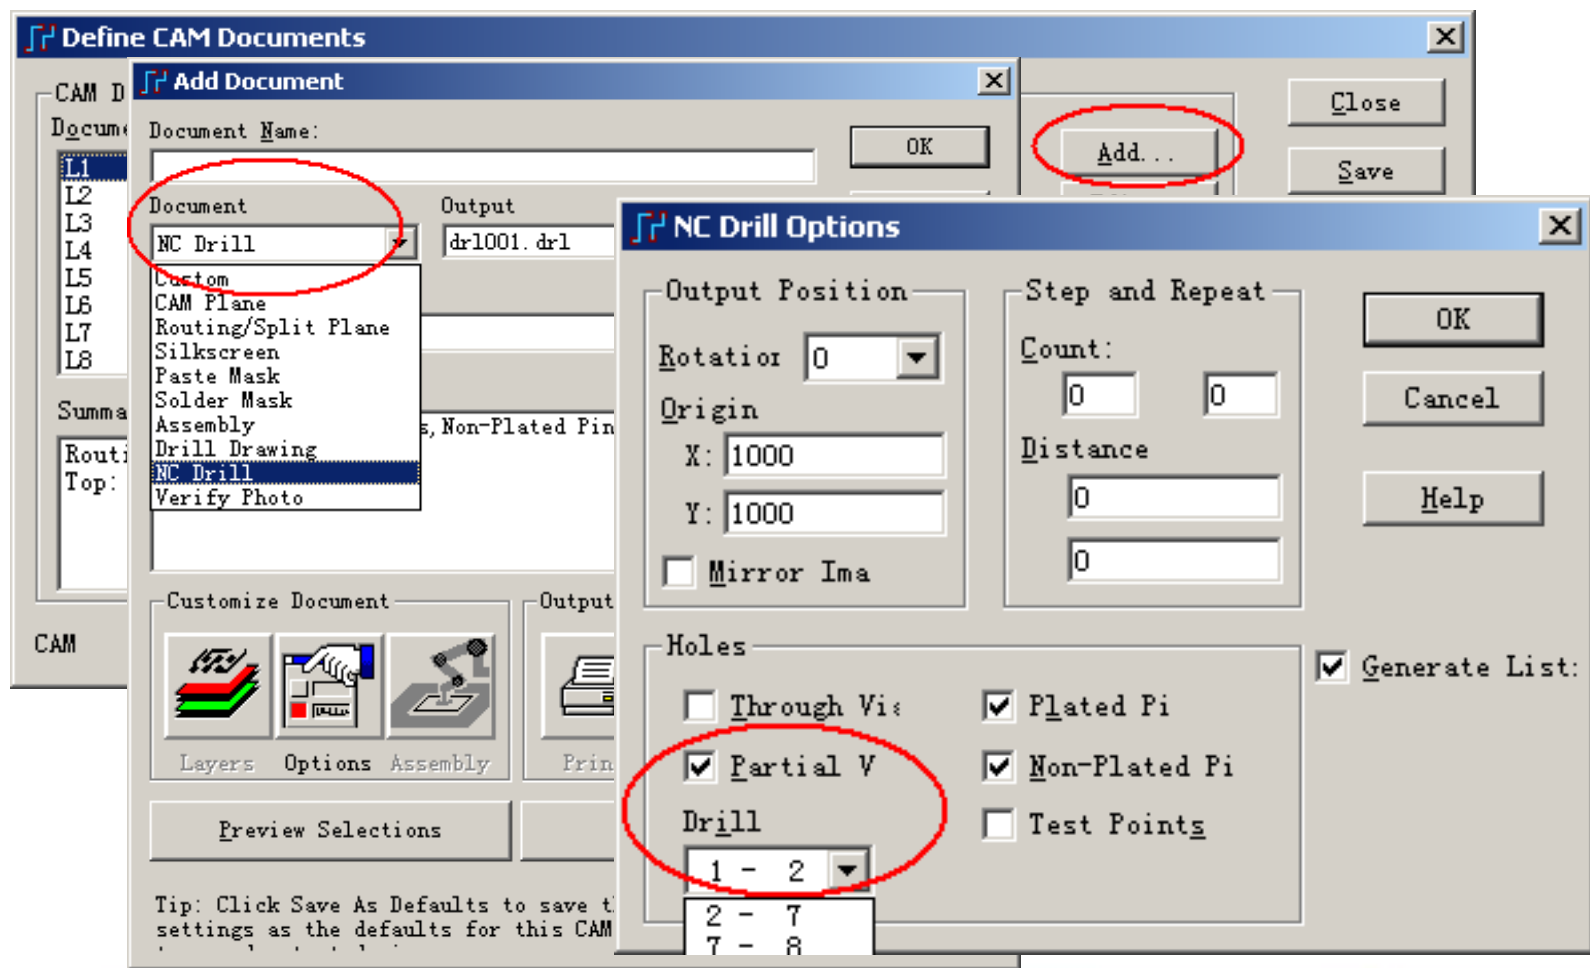 Define CAM Documents
CAM D
Docume
L1
L2
L3
L4
L5
L6
L7
L8
Summa
Routi
Top:
CAM
Add...
Close
Save
Add Document
Document Name:
OK
Document
Output
NC Drill
drl001.drl
Custom
CAM Plane
Routing/Split Plane
Silkscreen
Paste Mask
Solder Mask
Assembly
Drill Drawing
NC Drill
Verify Photo
s, Non-Plated Pin
Customize Document
Output
Layers
Options
Assembly
Prin
Preview Selections
Tip: Click Save As Defaults to save t
settings as the defaults for this CAM
NC Drill Options
Output Position
Rotation
0
Origin
X: 1000
Y: 1000
Mirror Ima
Step and Repeat
Count:
0 0
Distance
0
0
OK
Cancel
Help
Holes
Through Via
Plated Pi
Partial V
Non-Plated Pi
Drill
Test Points
1 - 2
2 - 7
7 - 8
Generate List: